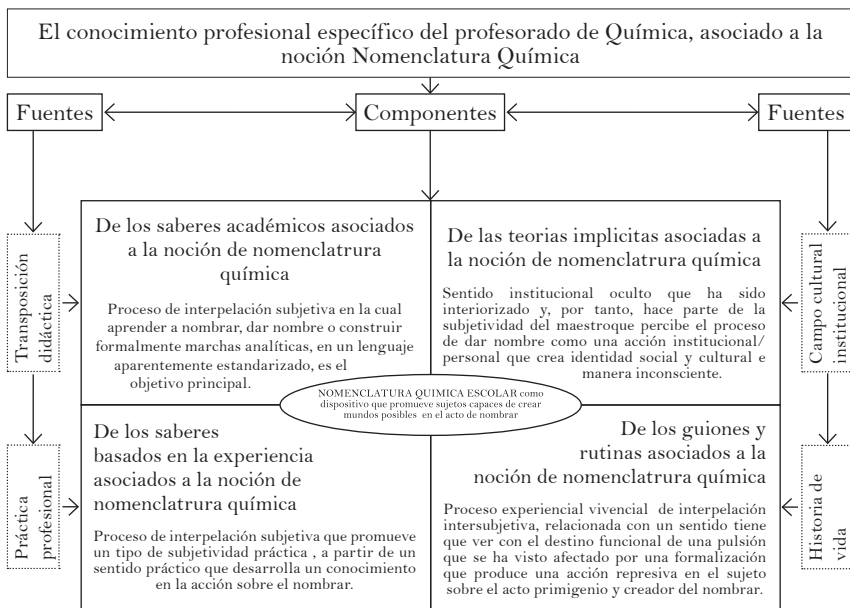 El conocimiento profesional específico del profesorado de Química, asociado a la
noción Nomenclatura Química
Fuentes
Componentes
Fuentes
Transposición
didáctica
De los saberes académicos asociados
a la noción de nomenclatrura
química
Proceso de interpelación subjetiva en la cual
aprender a nombrar, dar nombre o construir
formalmente marchas analíticas, en un lenguaje
aparentemente estandarizado, es el
objetivo principal.
De las teorías implicitas asociadas a
la noción de nomenclatrura química
Sentido institucional oculto que ha sido
interiorizado y, por tanto, hace parte de
la subjetividad del maestroque percibe el proceso
de dar nombre como una acción institucional/
personal que crea identidad social y cultural e
manera inconsciente.
Campo cultural
institucional
NOMENCLATURA QUIMICA ESCOLAR como
dispositivo que promueve sujetos capaces de crear
mundos posibles en el acto de nombrar
Práctica
profesional
De los saberes
basados en la experiencia
asociados a la noción de
nomenclatrura química
Proceso de interpelación subjetiva que promueve
un tipo de subjetividad práctica , a partir de un
sentido práctico que desarrolla un conocimiento
en la acción sobre el nombrar.
De los guiones y
rutinas asociados a
la noción de nomenclatrura química
Proceso experiencial vivencial de interpelación
intersubjetiva, relacionada con un sentido tiene
que ver con el destino funcional de una pulsión
que se ha visto afectado por una formalización
que produce una acción represiva en el sujeto
sobre el acto primigenio y creador del nombrar.
Historia de
vida